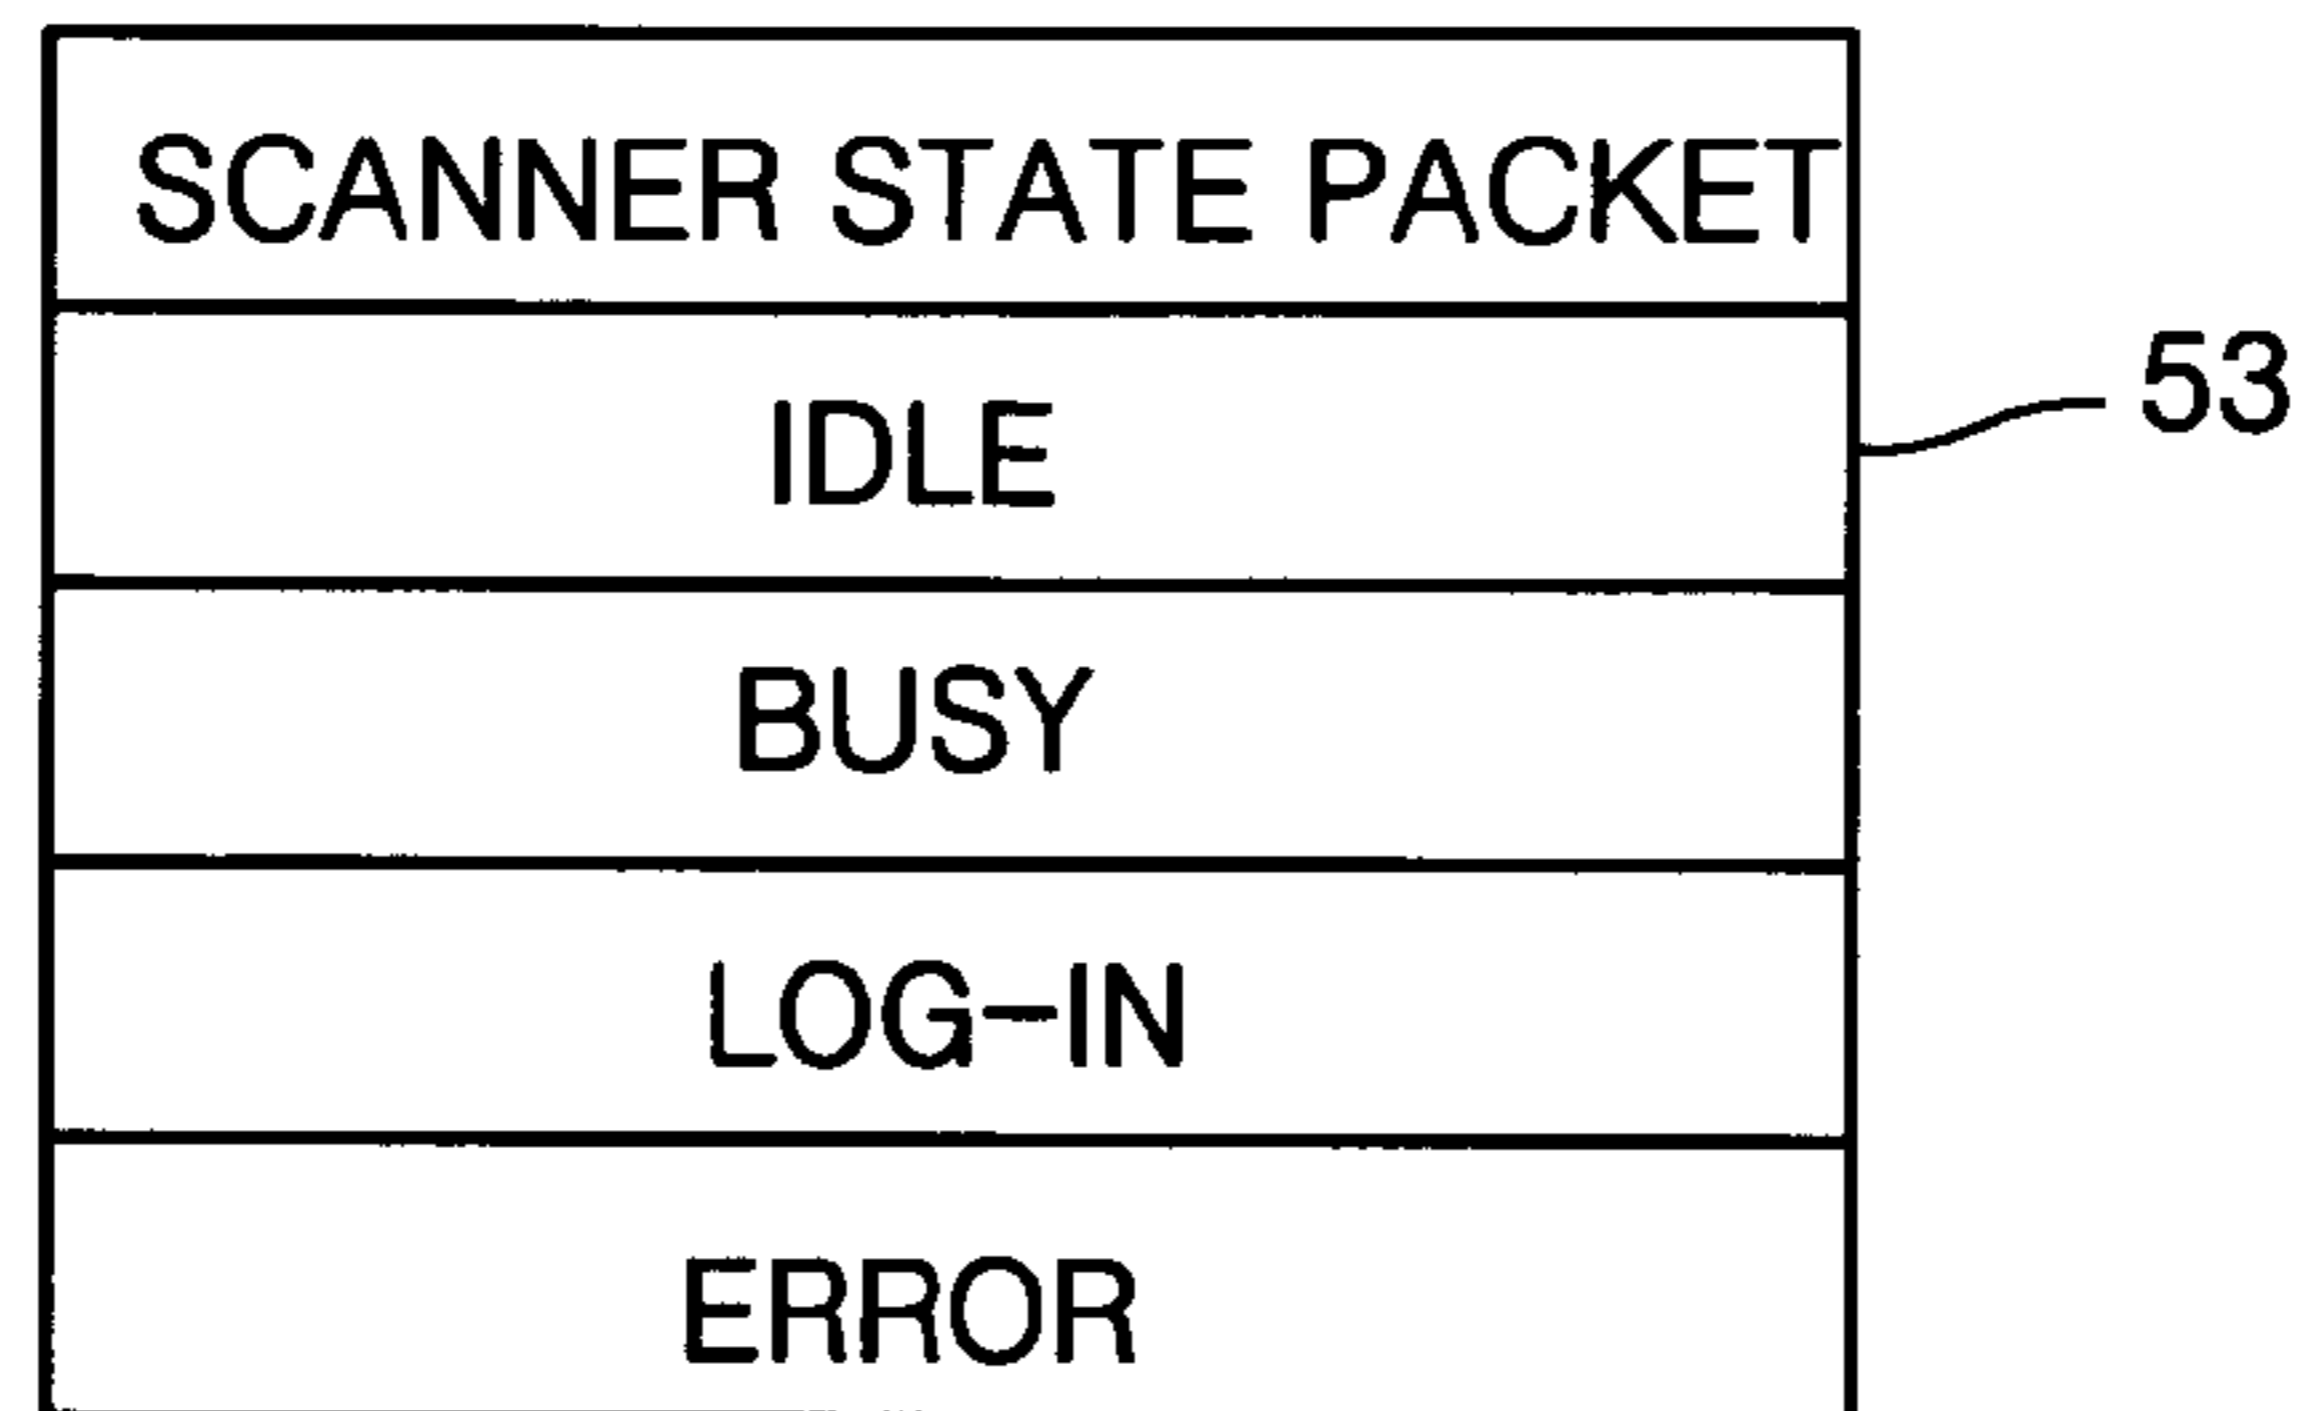 SCANNER STATE PACKET
IDLE
53
BUSY
LOG-IN
ERROR